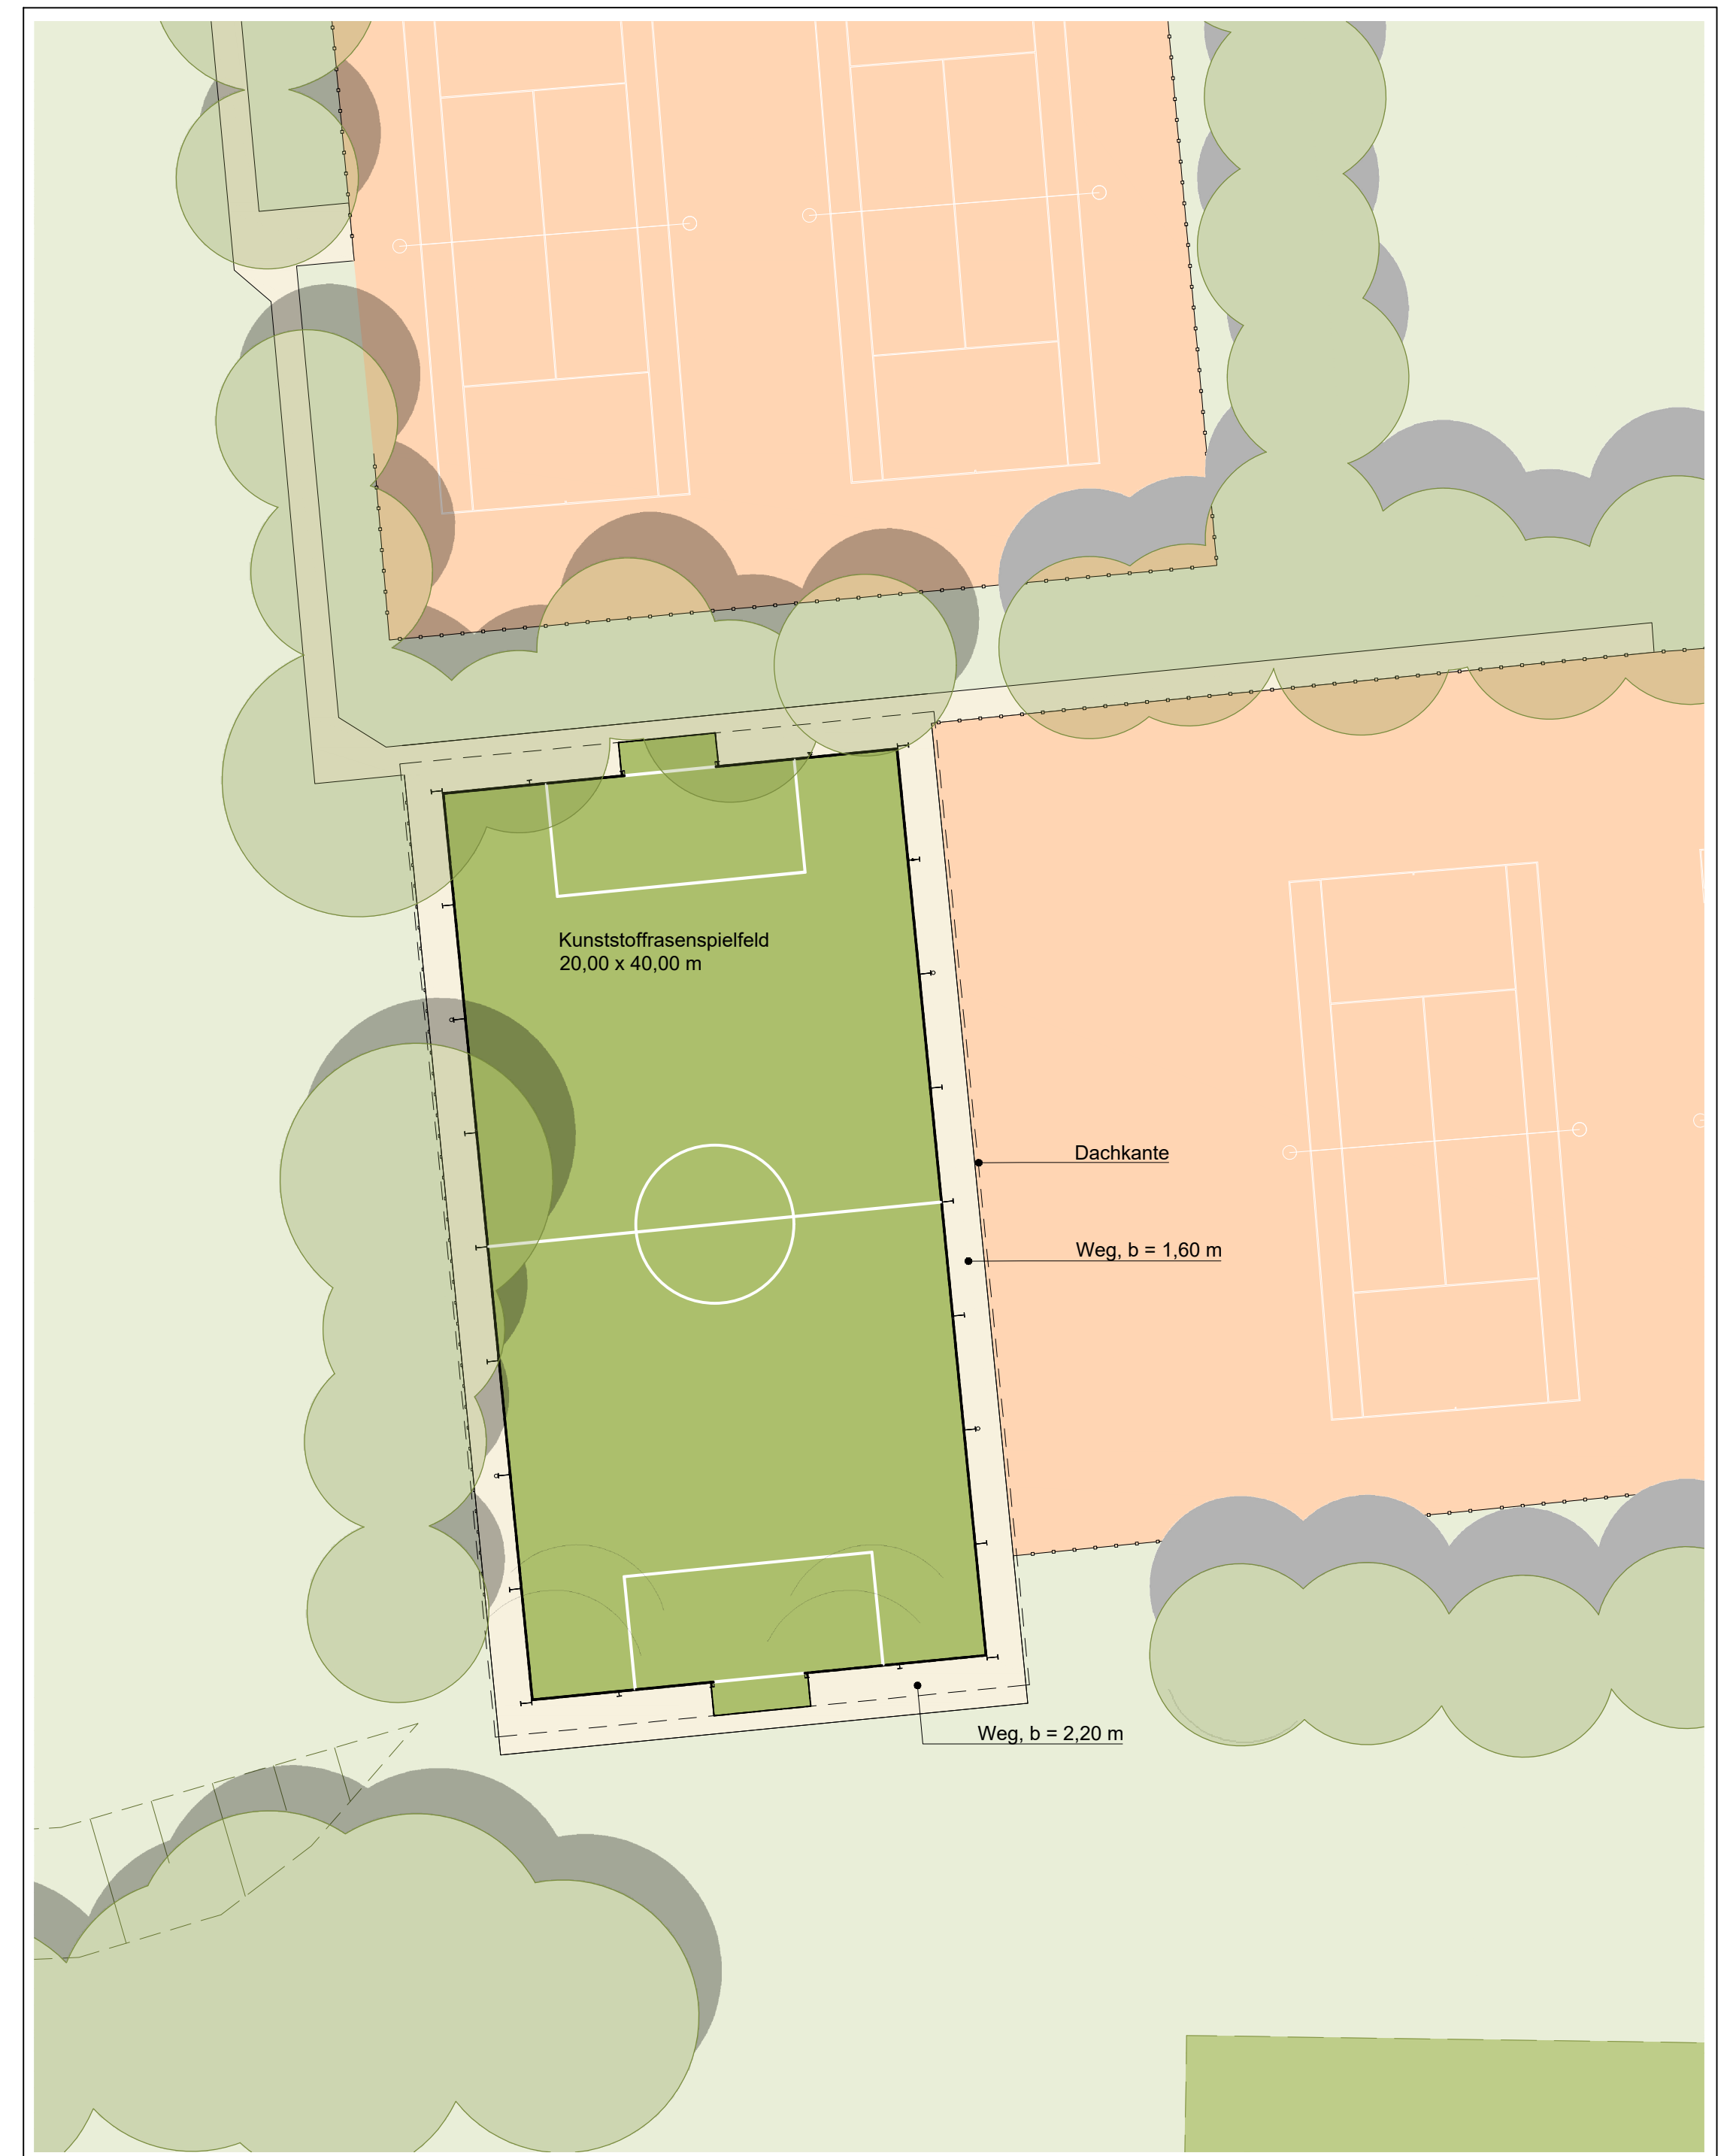 Kunststoffrasenspielfeld
20,00 x 40,00 m
Dachkante
Weg, b = 1,60 m
Weg, b = 2,20 m